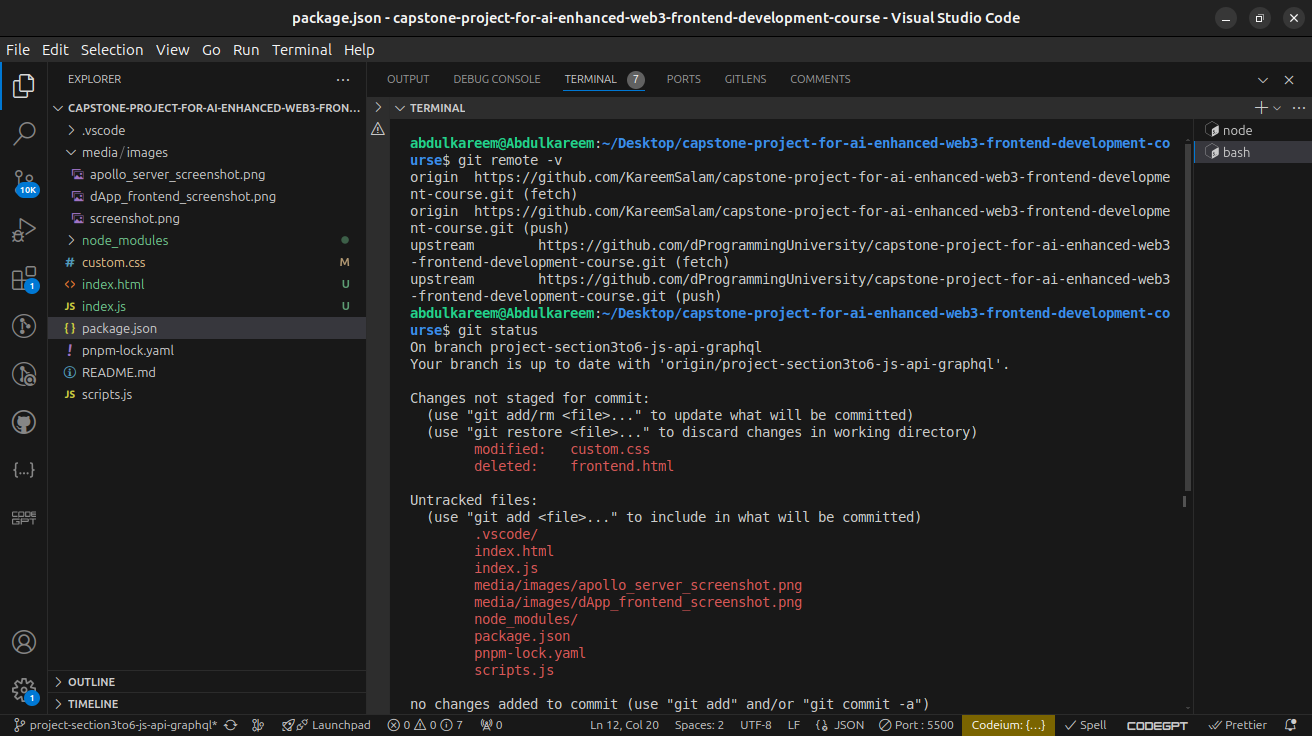 package.json - capstone-project-for-ai-enhanced-web3-frontend-development-course - Visual Studio Code
File Edit Selection View Go Run Terminal Help
EXPLORER
OUTPUT DEBUG CONSOLE TERMINAL 7 PORTS GITLENS COMMENTS
CAPSTONE-PROJECT-FOR-AI-ENHANCED-WEB3-FRON...
.vscode
media / images
apollo_server_screenshot.png
dApp_frontend_screenshot.png
screenshot.png
node_modules
# custom.css M
<> index.html U
JS index.js U
{ } package.json
! pnpm-lock.yaml
README.md
JS scripts.js
OUTLINE
TIMELINE
10K
1
{...}
CODE
GPT
1
TERMINAL
abdulkareem@Abdulkareem:~/Desktop/capstone-project-for-ai-enhanced-web3-frontend-development-co
urse$ git remote -v
origin https://github.com/KareemSalam/capstone-project-for-ai-enhanced-web3-frontend-developme
nt-course.git (fetch)
origin https://github.com/KareemSalam/capstone-project-for-ai-enhanced-web3-frontend-developme
nt-course.git (push)
upstream https://github.com/dProgrammingUniversity/capstone-project-for-ai-enhanced-web3
-frontend-development-course.git (fetch)
upstream https://github.com/dProgrammingUniversity/capstone-project-for-ai-enhanced-web3
-frontend-development-course.git (push)
abdulkareem@Abdulkareem:~/Desktop/capstone-project-for-ai-enhanced-web3-frontend-development-co
urse$ git status
On branch project-section3to6-js-api-graphql
Your branch is up to date with 'origin/project-section3to6-js-api-graphql'.
Changes not staged for commit:
(use "git add/rm <file>..." to update what will be committed)
(use "git restore <file>..." to discard changes in working directory)
modified: custom.css
deleted: frontend.html
Untracked files:
(use "git add <file>..." to include in what will be committed)
.vscode/
index.html
index.js
media/images/apollo_server_screenshot.png
media/images/dApp_frontend_screenshot.png
node_modules/
package.json
pnpm-lock.yaml
scripts.js
no changes added to commit (use "git add" and/or "git commit -a")
node
bash
project-section3to6-js-api-graphql* Launchpad 0 0 7 0 Ln 12, Col 20 Spaces: 2 UTF-8 LF {} JSON Port : 5500 Codeium: {...} Spell CODEGPT Prettier